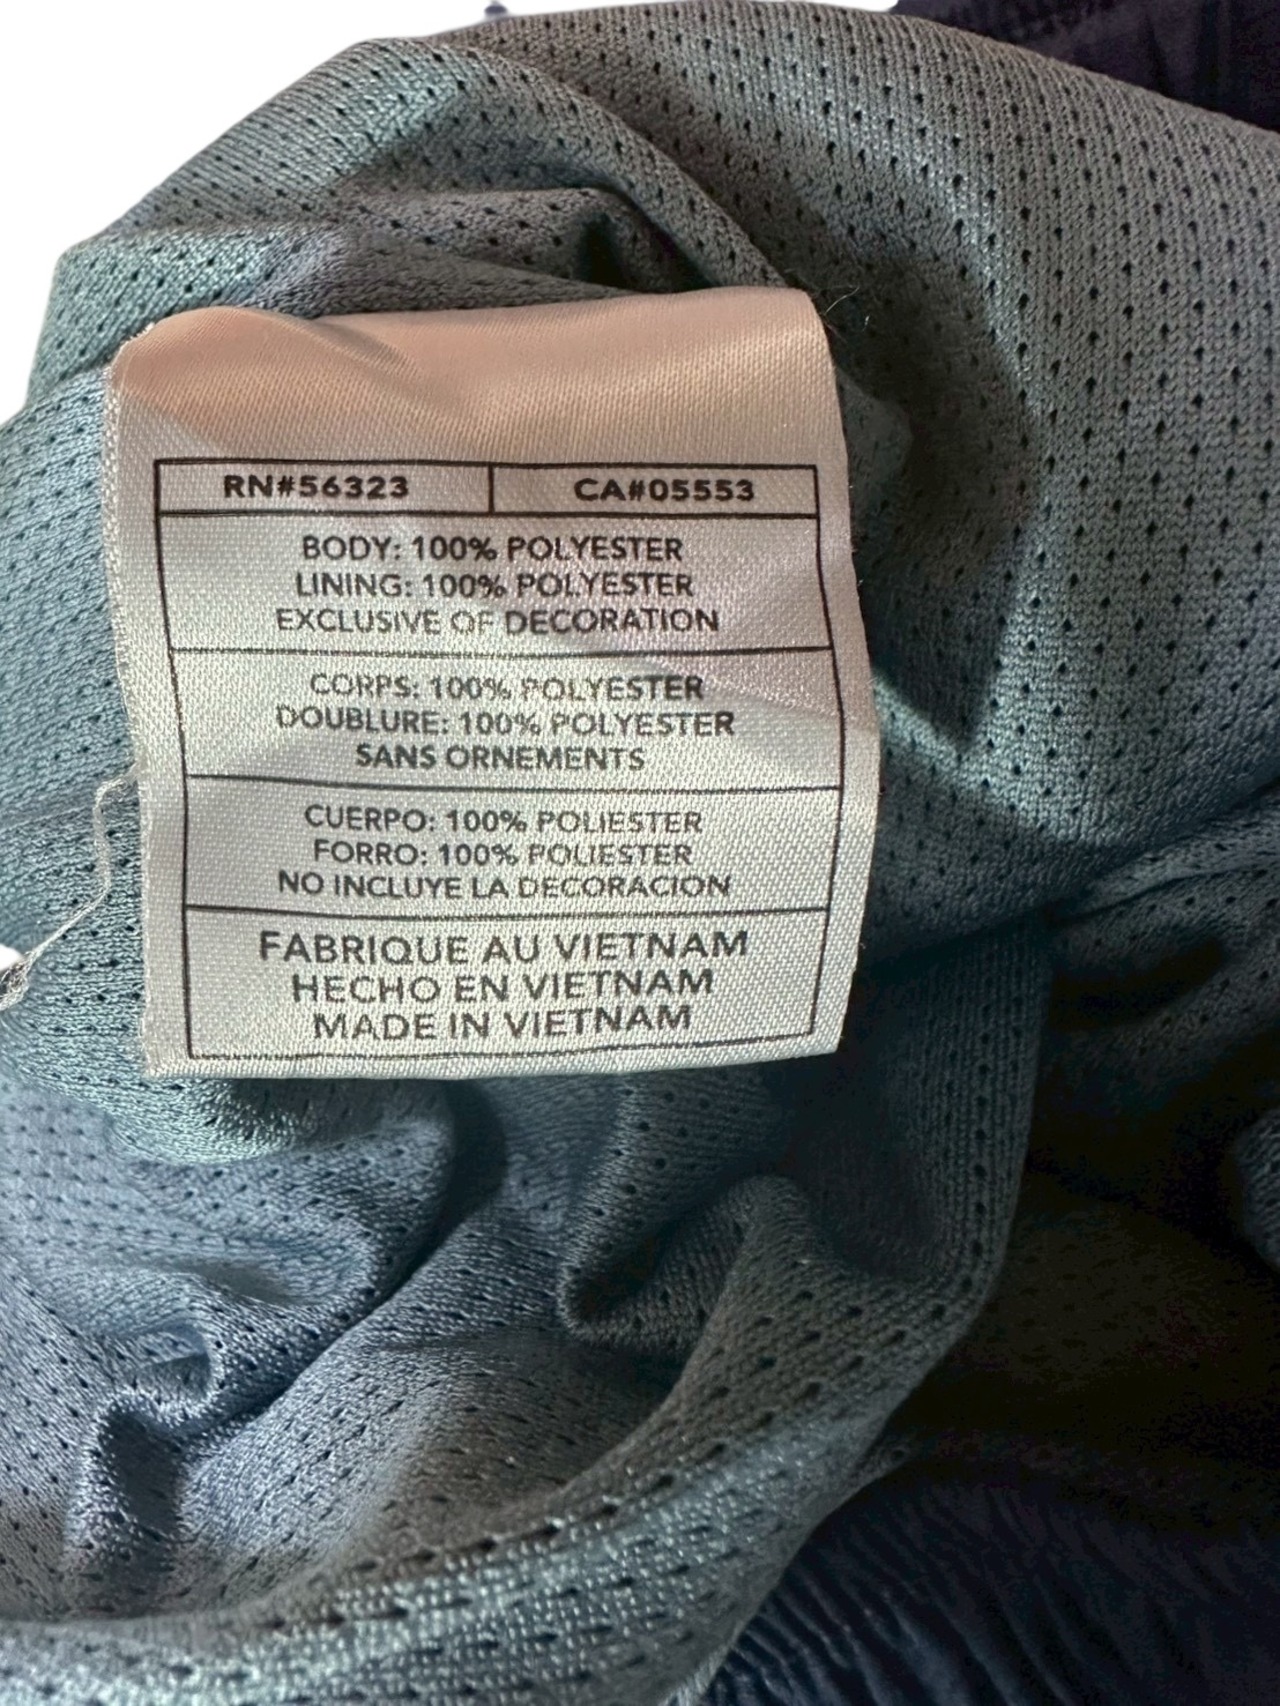 RN#56323 CA#05553
BODY: 100% POLYESTER
LINING: 100% POLYESTER
EXCLUSIVE OF DECORATION
CORPS: 100% POLYESTER
DOUBLURE: 100% POLYESTER
SANS ORNEMENTS
CUERPO: 100% POLIESTER
FORRO: 100% POLIESTER
NO INCLUYE LA DECORACION
FABRIQUE AU VIETNAM
HECHO EN VIETNAM
MADE IN VIETNAM